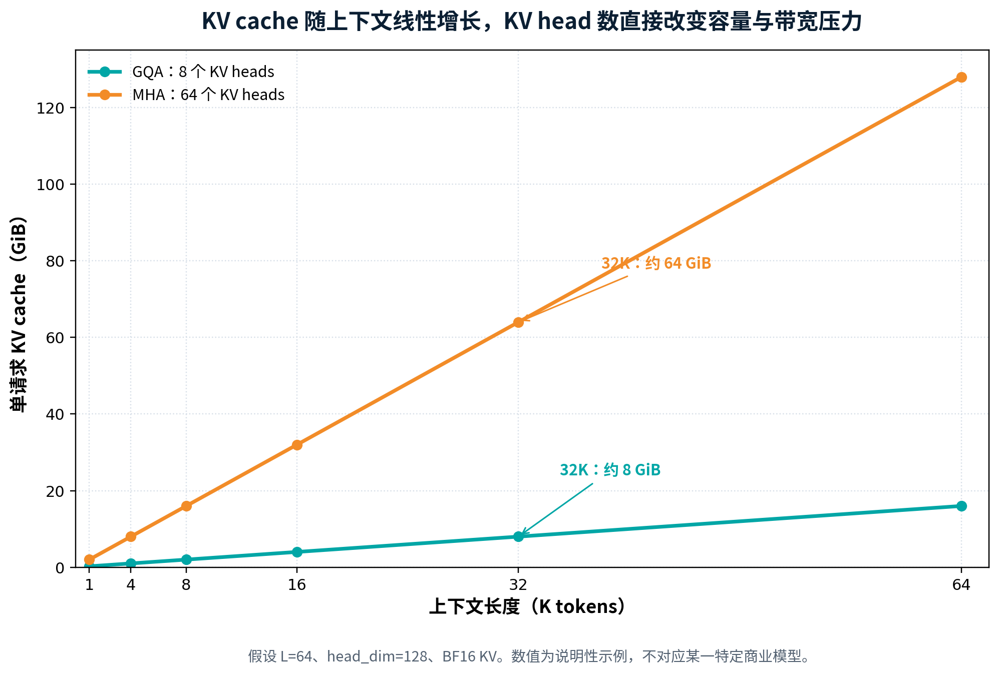 KV cache 随上下文线性增长，KV head 数直接改变容量与带宽压力
GQA：8 个 KV heads
MHA：64 个 KV heads
120
100
80
60
40
20
0
单请求 KV cache（GiB）
32K：约 64 GiB
32K：约 8 GiB
1 4 8 16 32 64
上下文长度（K tokens）
假设 L=64、head_dim=128、BF16 KV。数值为说明性示例，不对应某一特定商业模型。